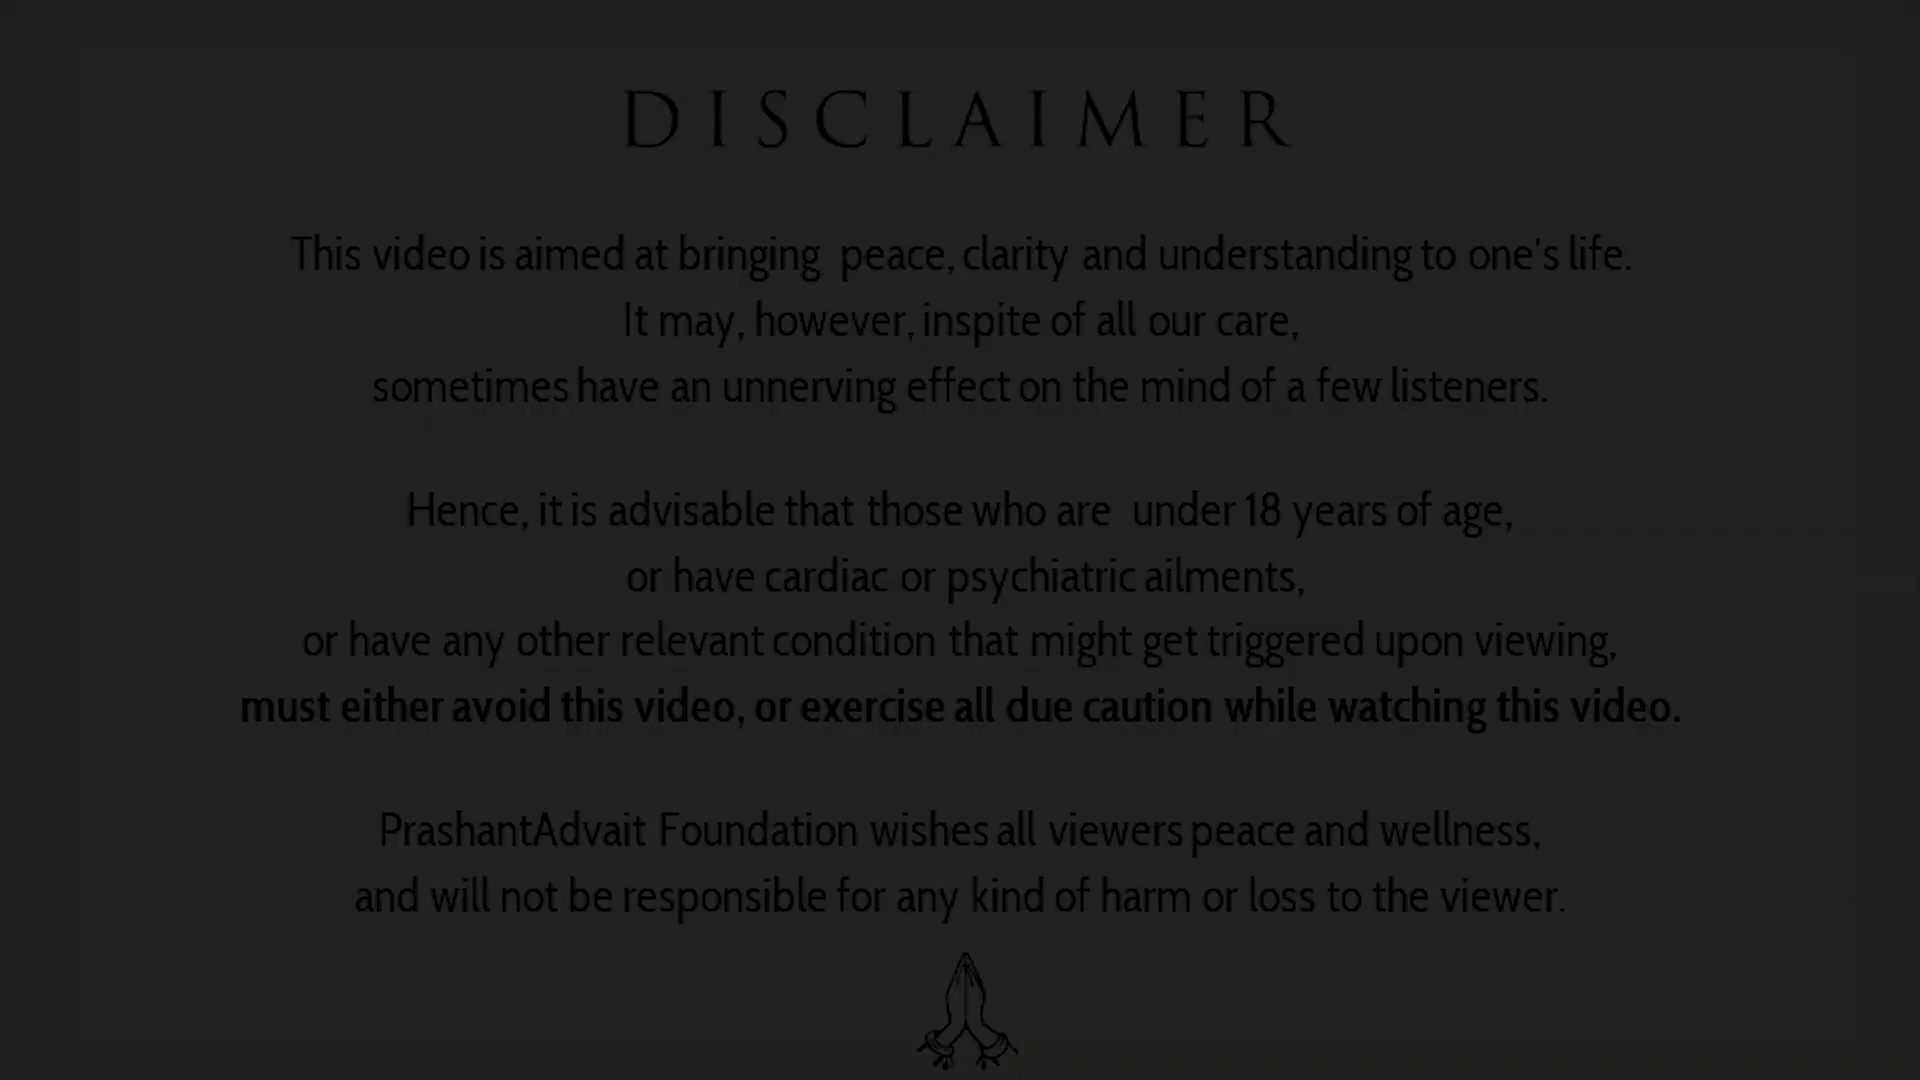 DISCLAIMER
This video is aimed at bringing peace, clarity and understanding to one's life.
It may, however, inspite of all our care,
sometimes have an unnerving effect on the mind of a few listeners.
Hence, it is advisable that those who are under 18 years of age,
or have cardiac or psychiatric ailments,
or have any other relevant condition that might get triggered upon viewing,
must either avoid this video, or exercise all due caution while watching this video.
PrashantAdvait Foundation wishes all viewers peace and wellness,
and will not be responsible for any kind of harm or loss to the viewer.